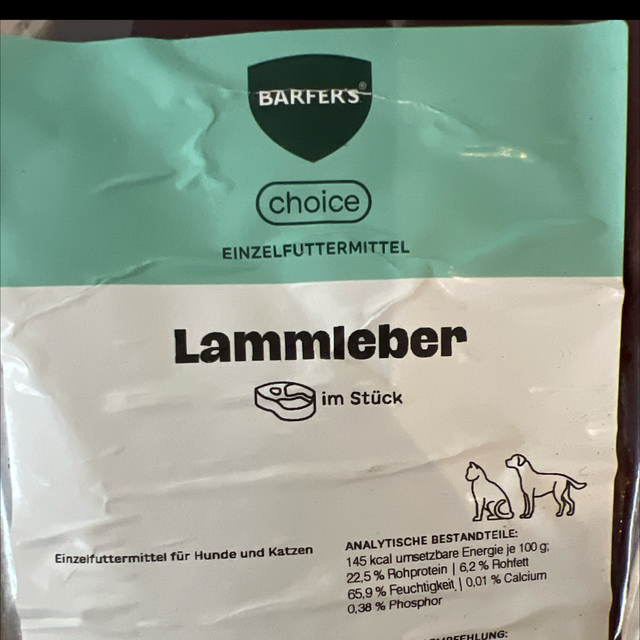 BARFER'S®
choice
EINZELFUTTERMITTEL
Lammleber
im Stück
Einzelfuttermittel für Hunde und Katzen
ANALYTISCHE BESTANDTEILE:
145 kcal umsetzbare Energie je 100 g;
22,5 % Rohprotein | 6,2 % Rohfett
65,9 % Feuchtigkeit | 0,01 % Calcium
0,38 % Phosphor